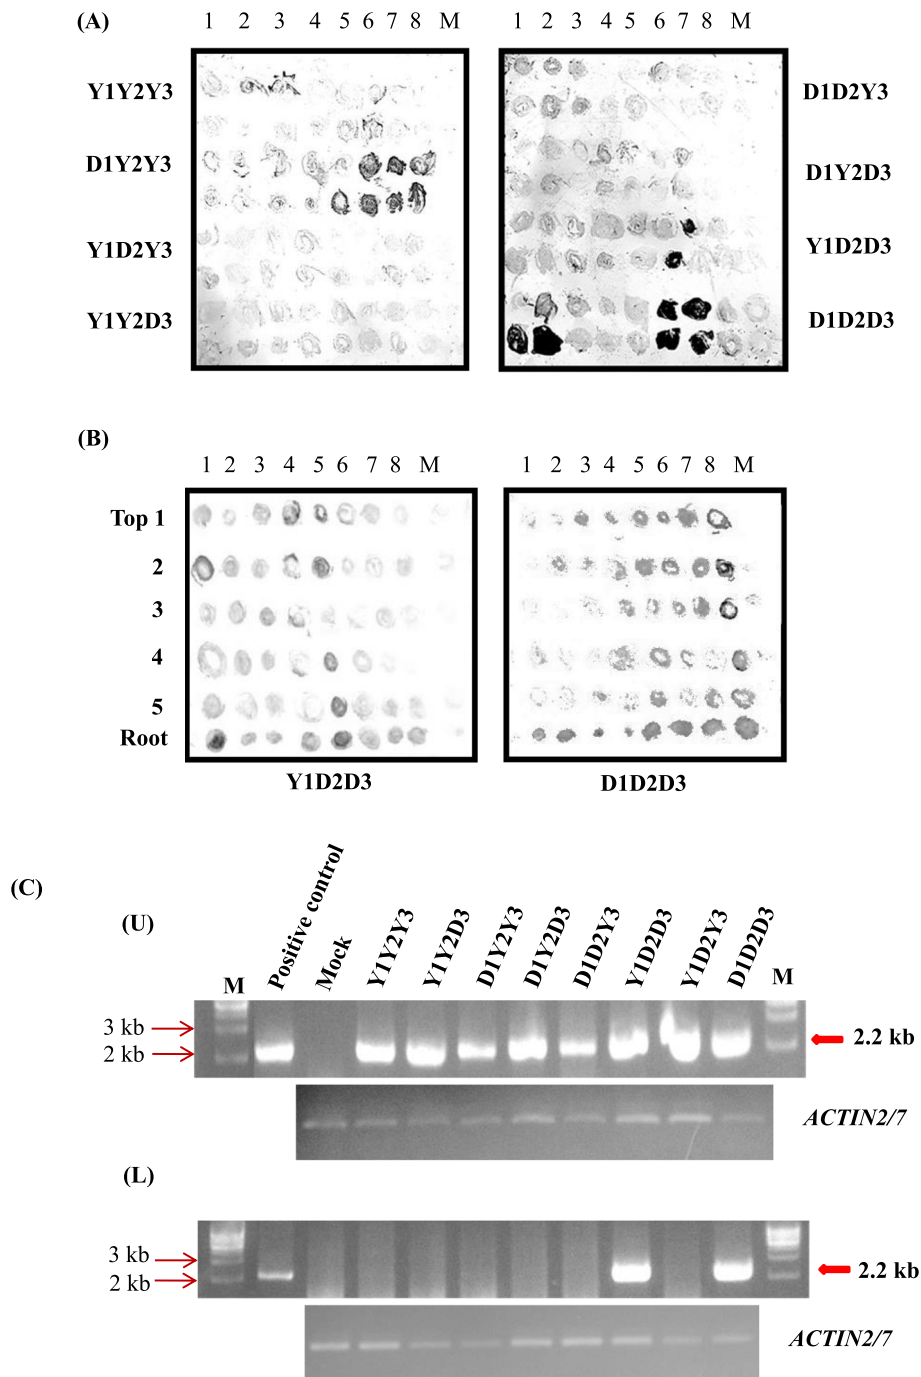 (A)
1 2 3 4 5 6 7 8 M
1 2 3 4 5 6 7 8 M
Y1Y2Y3
D1Y2Y3
Y1D2Y3
Y1Y2D3
D1D2Y3
D1Y2D3
Y1D2D3
D1D2D3
(B)
1 2 3 4 5 6 7 8 M
1 2 3 4 5 6 7 8 M
Top 1
2
3
4
5
Root
Y1D2D3
D1D2D3
(C)
(U)
M
Positive control
Mock
Y1Y2Y3
Y1Y2D3
D1Y2Y3
D1Y2D3
D1D2Y3
Y1D2D3
Y1D2Y3
D1D2D3
M
3 kb
2 kb
2.2 kb
ACTIN2/7
(L)
3 kb
2 kb
2.2 kb
ACTIN2/7